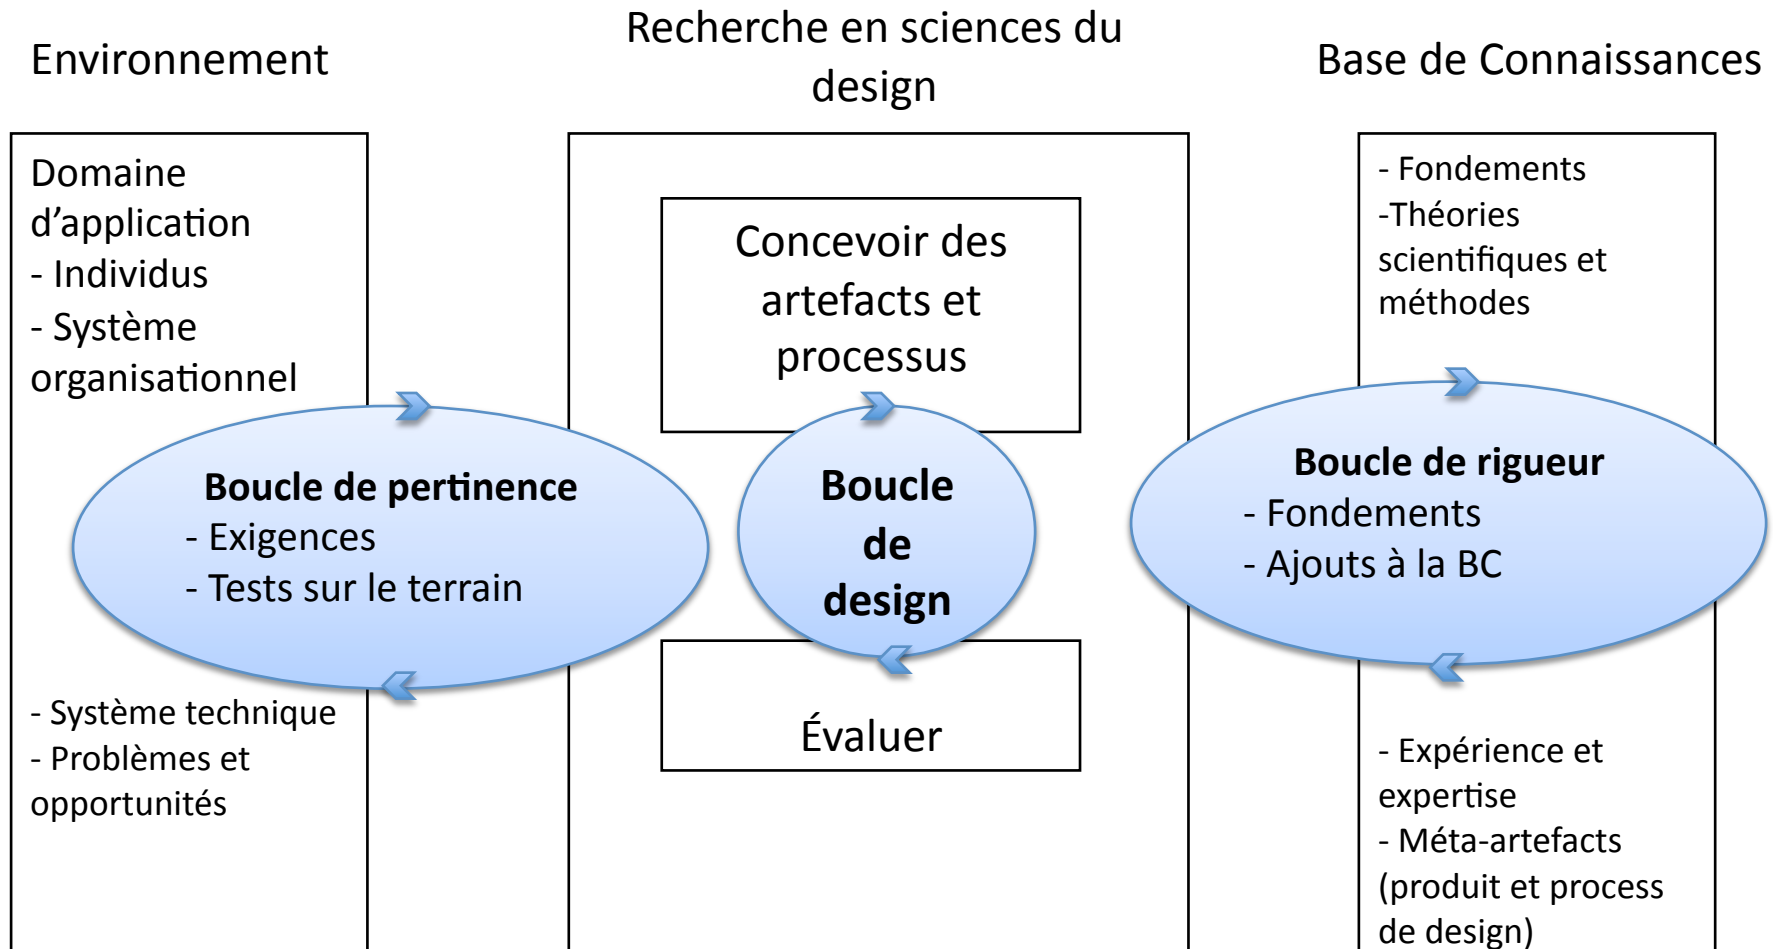 Environnement
Recherche en sciences du
design
Base de Connaissances
Domaine
d’application
- Individus
- Système
organisationnel
- Système technique
- Problèmes et
opportunités
Boucle de pertinence
- Exigences
- Tests sur le terrain
Concevoir des
artefacts et
processus
Boucle
de
design
Évaluer
- Fondements
-Théories
scientifiques et
méthodes
Boucle de rigueur
- Fondements
- Ajouts à la BC
- Expérience et
expertise
- Méta-artefacts
(produit et process
de design)